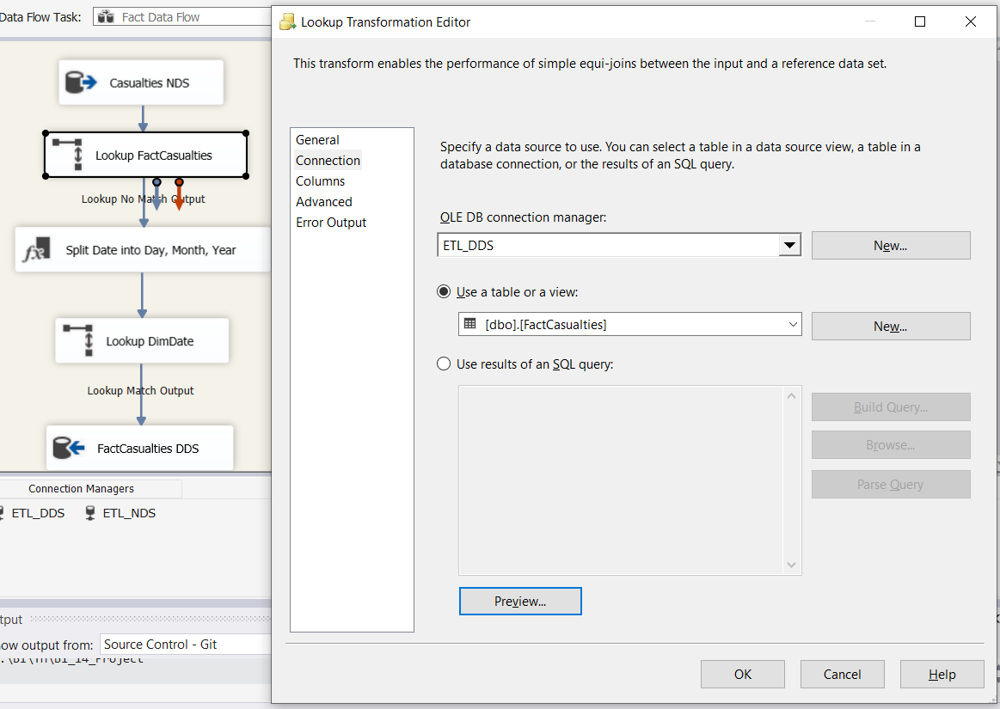 Data Flow Task:
Fact Data Flow
Casualties NDS
Lookup FactCasualties
Lookup No Match Output
Split Date into Day, Month, Year
Lookup DimDate
Lookup Match Output
FactCasualties DDS
Connection Managers
ETL_DDS
ETL_NDS
tput
ow output from:
Source Control - Git
Lookup Transformation Editor
This transform enables the performance of simple equi-joins between the input and a reference data set.
General
Connection
Columns
Advanced
Error Output
Specify a data source to use. You can select a table in a data source view, a table in a
database connection, or the results of an SQL query.
OLE DB connection manager:
ETL_DDS
New...
Use a table or a view:
[dbo].[FactCasualties]
New...
Use results of an SQL query:
Build Query...
Browse...
Parse Query
Preview...
OK
Cancel
Help